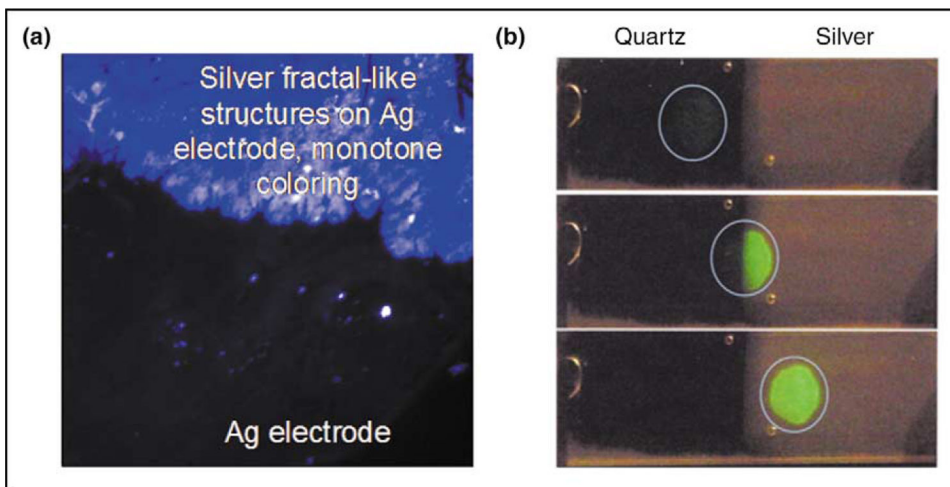 (a)
Silver fractal-like
structures on Ag
electrode, monotone
coloring
Ag electrode
(b)
Quartz Silver